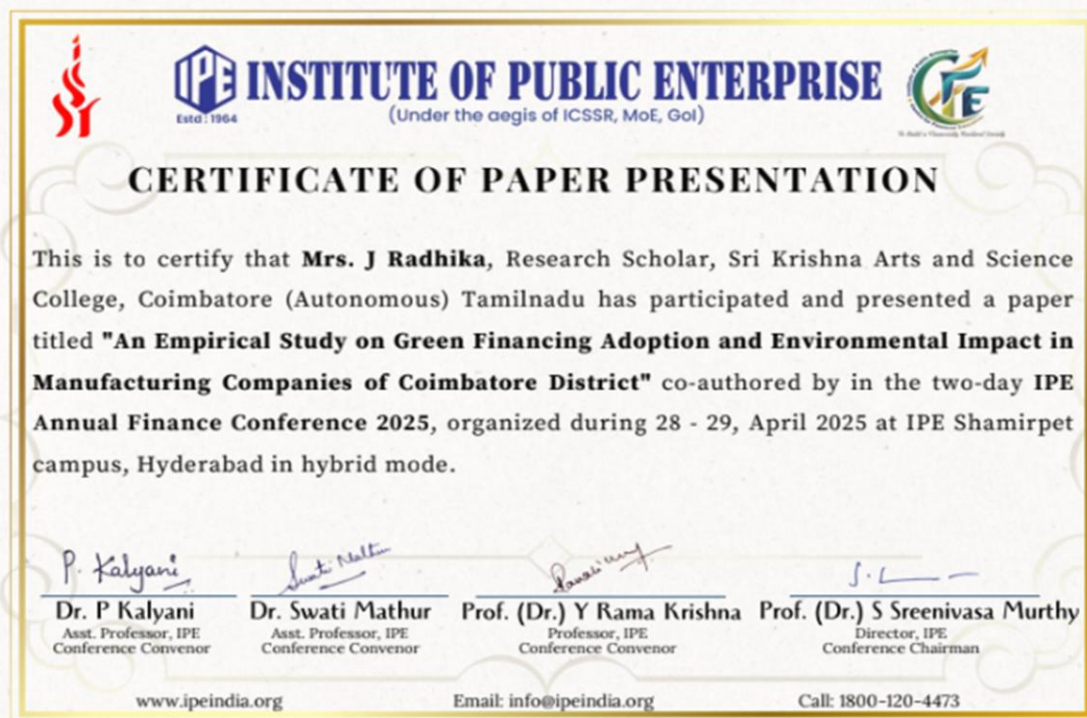 IPE INSTITUTE OF PUBLIC ENTERPRISE
Estd : 1964
(Under the aegis of ICSSR, MoE, GoI)
CFE
CERTIFICATE OF PAPER PRESENTATION
This is to certify that Mrs. J Radhika, Research Scholar, Sri Krishna Arts and Science
College, Coimbatore (Autonomous) Tamilnadu has participated and presented a paper
titled "An Empirical Study on Green Financing Adoption and Environmental Impact in
Manufacturing Companies of Coimbatore District" co-authored by in the two-day IPE
Annual Finance Conference 2025, organized during 28 - 29, April 2025 at IPE Shamirpet
campus, Hyderabad in hybrid mode.
P. Kalyani
Swati Mathur
Dr. P Kalyani
Asst. Professor, IPE
Conference Convenor
Dr. Swati Mathur
Asst. Professor, IPE
Conference Convenor
Prof. (Dr.) Y Rama Krishna
Professor, IPE
Conference Convenor
Prof. (Dr.) S Sreenivasa Murthy
Director, IPE
Conference Chairman
www.ipeindia.org
Email: info@ipeindia.org
Call: 1800-120-4473